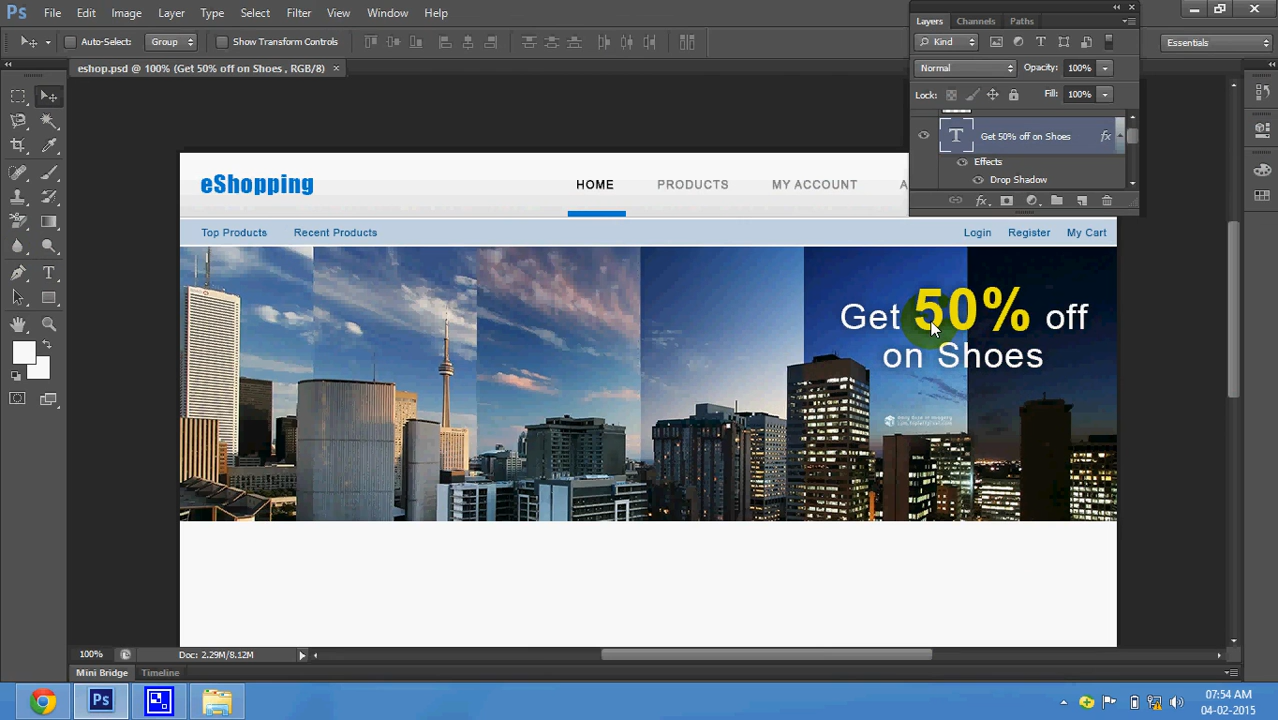 Ps File Edit Image Layer Type Select Filter View Window Help
Auto-Select: Group Show Transform Controls Essentials
eshop.psd @ 100% (Get 50% off on Shoes , RGB/8) ×
Layers Channels Paths
Kind
Normal Opacity: 100%
Lock: Fill: 100%
T Get 50% off on Shoes fx
Effects
Drop Shadow
eShopping HOME PRODUCTS MY ACCOUNT A
Top Products Recent Products Login Register My Cart
Get 50% off
on Shoes
100% Doc: 2.29M/8.12M
Mini Bridge Timeline
Ps 07:54 AM
04-02-2015